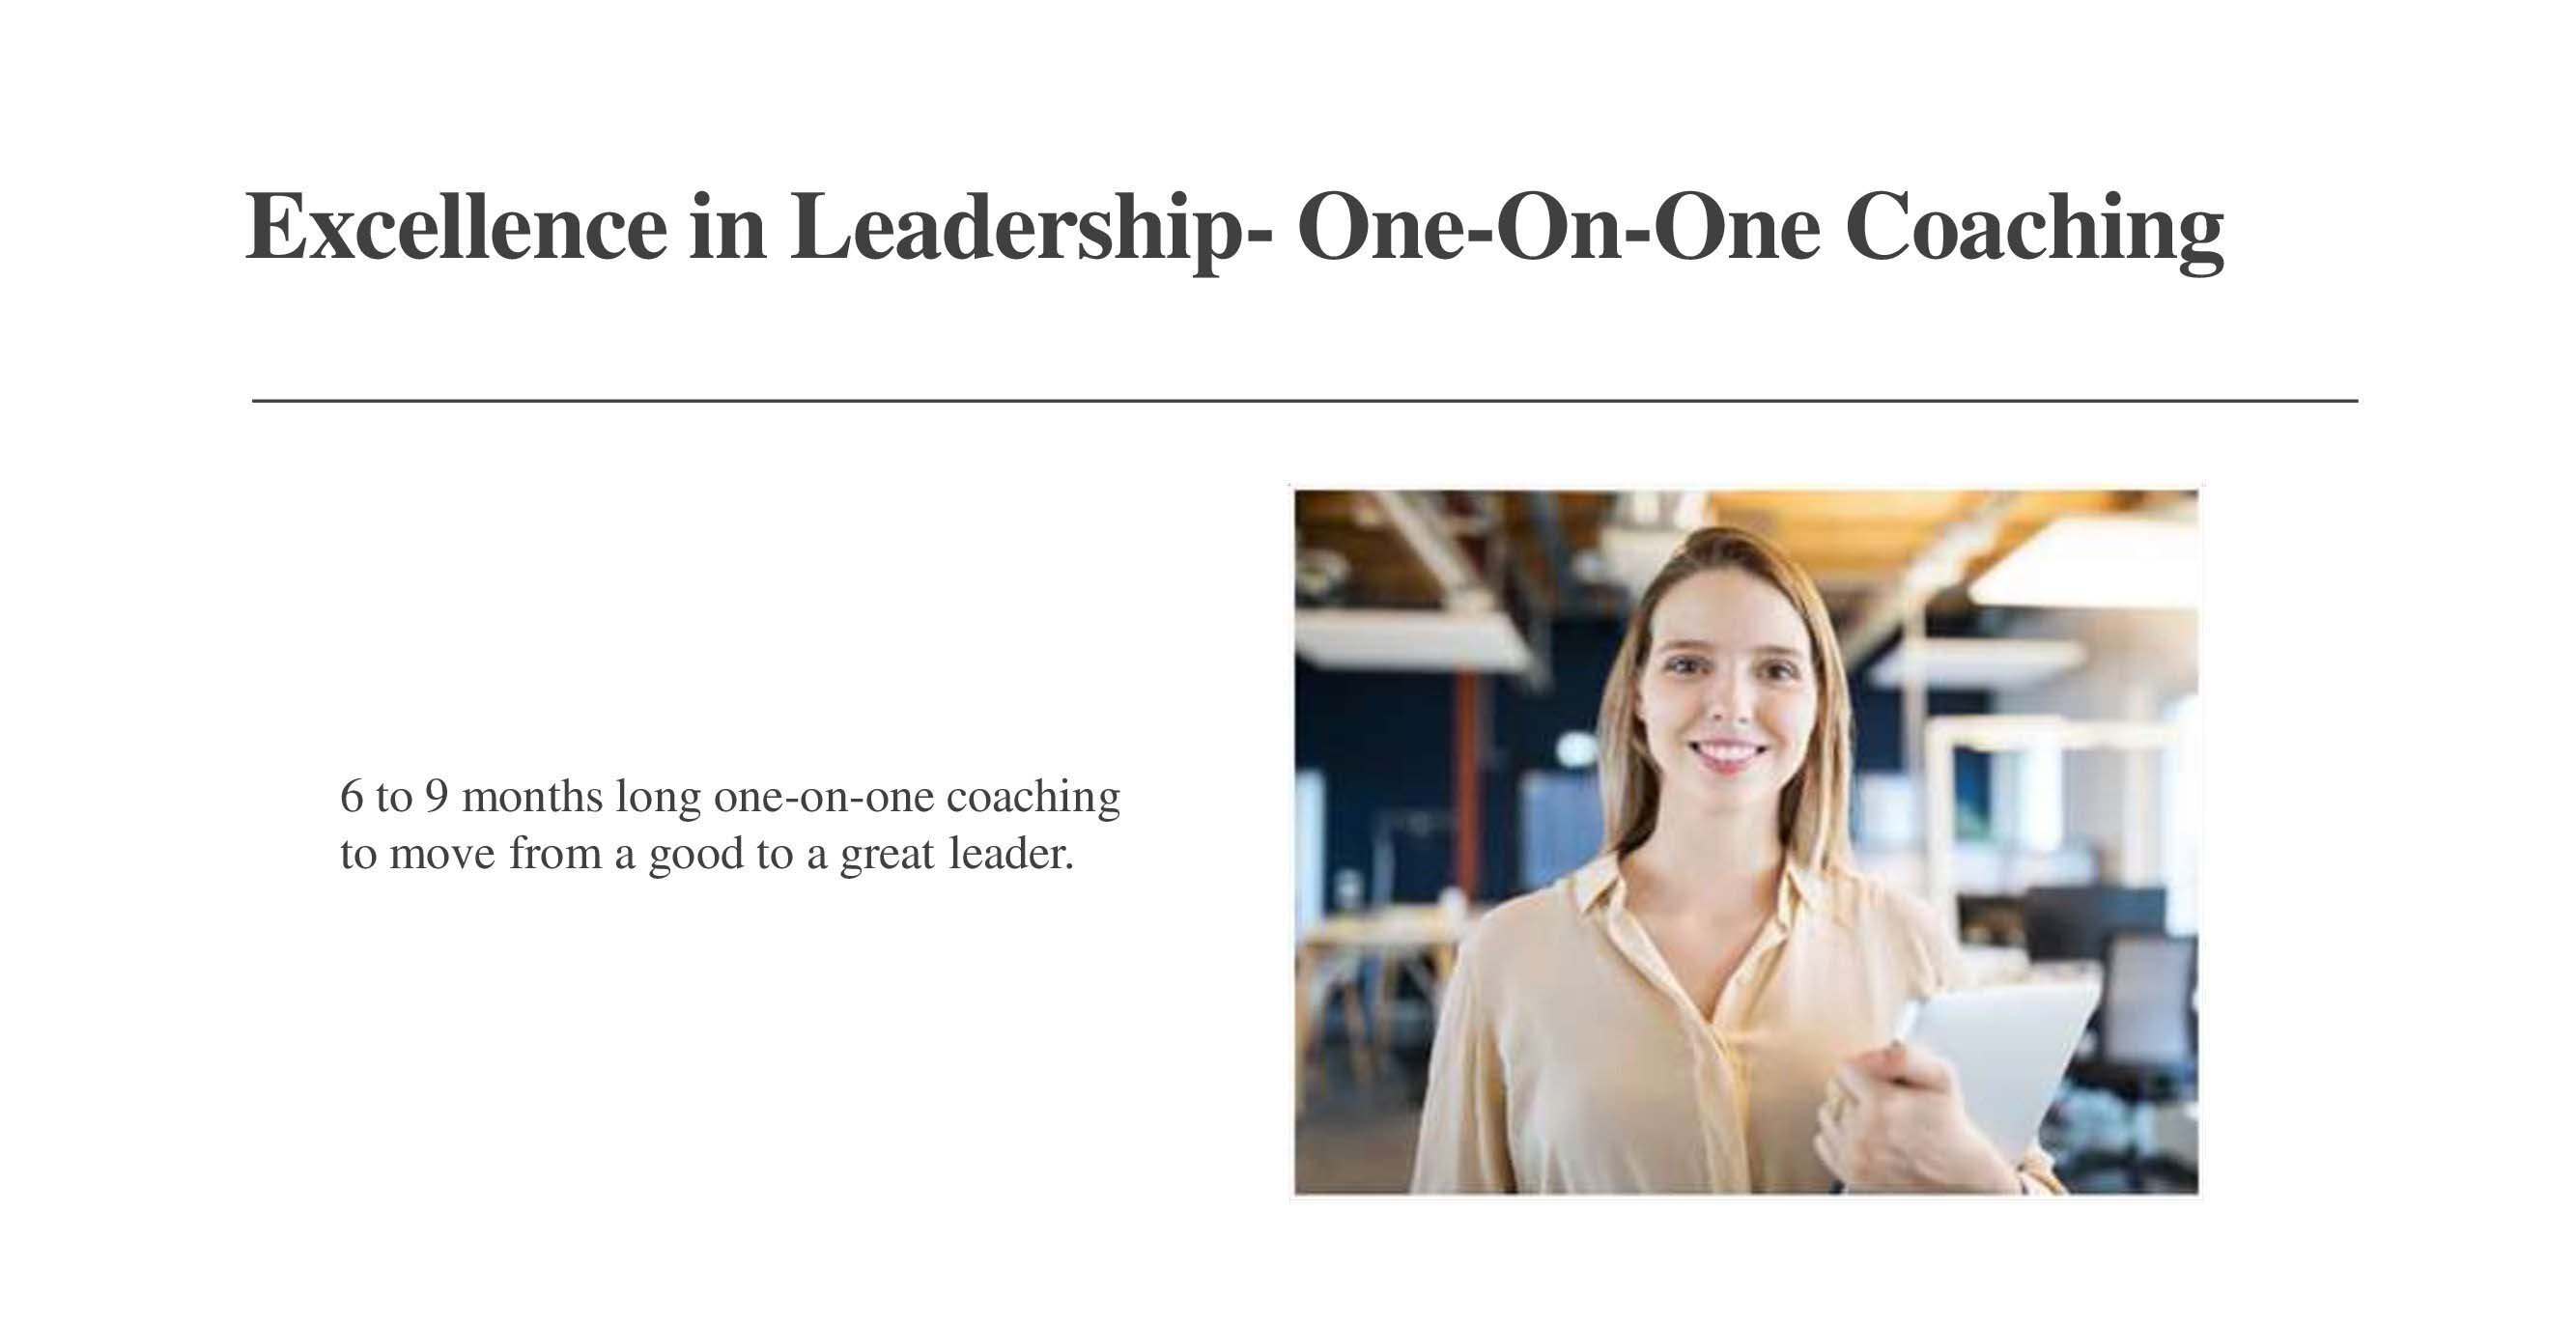 Excellence in Leadership- One-On-One Coaching
6 to 9 months long one-on-one coaching
to move from a good to a great leader.